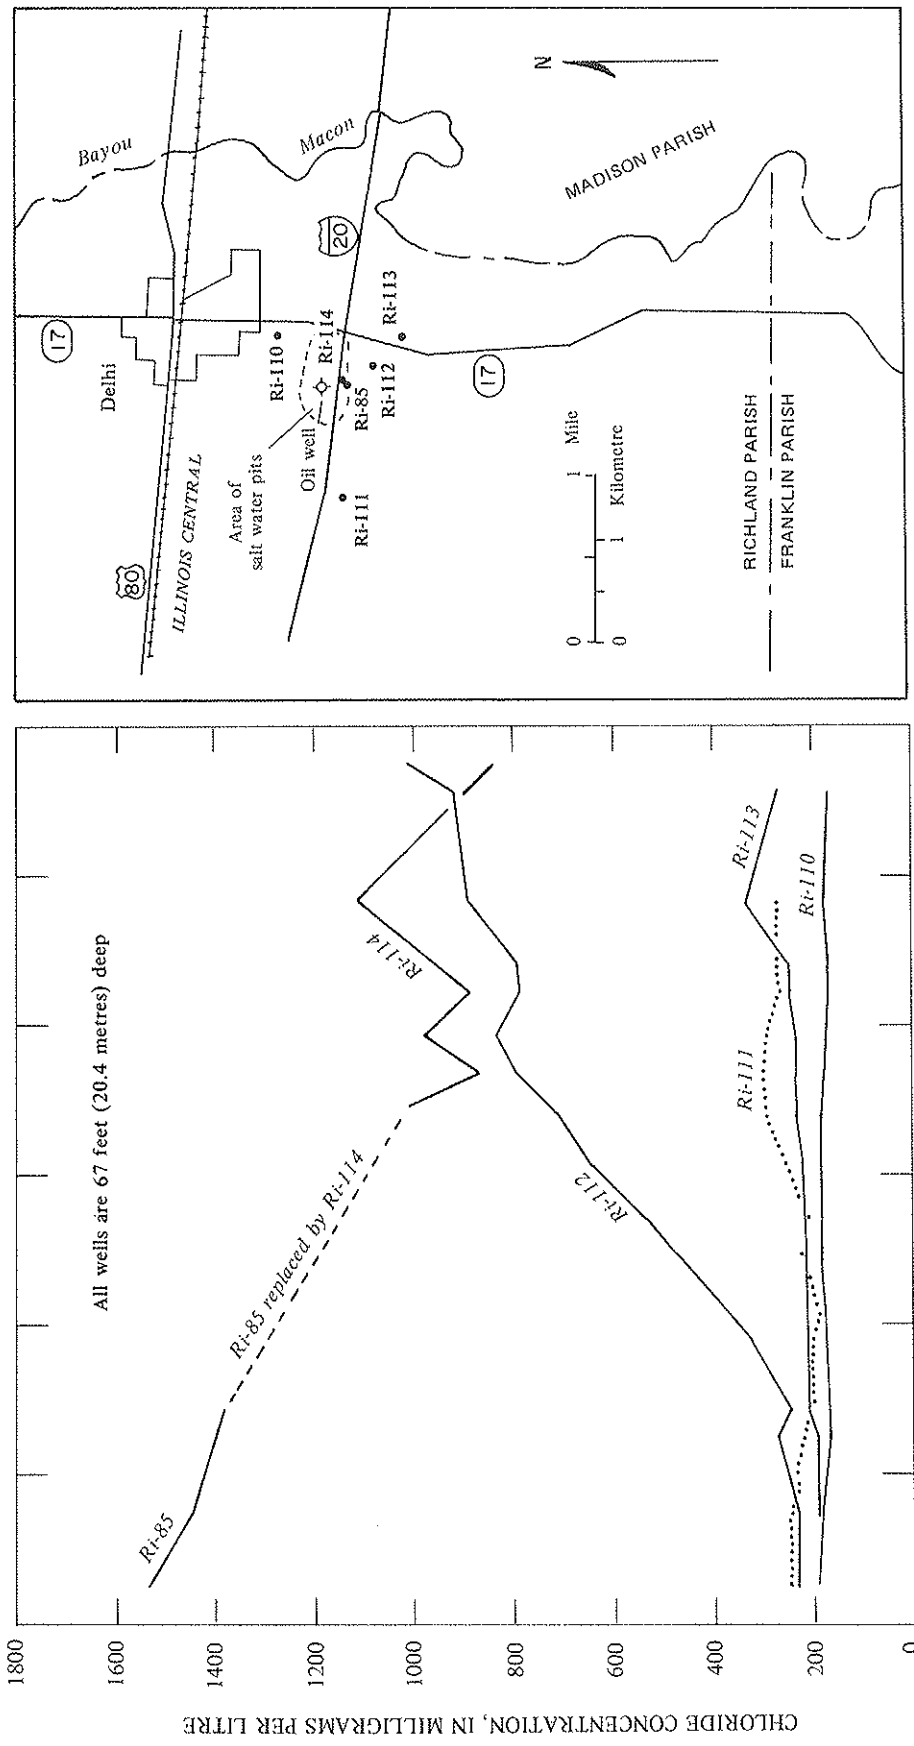 CHLORIDE CONCENTRATION, IN MILLIGRAMS PER LITRE
1800
1600
1400
1200
1000
800
600
400
200
0
All wells are 67 feet (20.4 metres) deep
Ri-85
Ri-85 replaced by Ri-114
Ri-114
Ri-112
Ri-111
Ri-113
Ri-110
17
Delhi
80
ILLINOIS CENTRAL
Bayou
Macon
Area of
salt water pits
Oil well
Ri-110
Ri-114
20
Ri-111
Ri-85
Ri-112
Ri-113
17
N
MADISON PARISH
0 1 Mile
0 1 Kilometre
RICHLAND PARISH
FRANKLIN PARISH